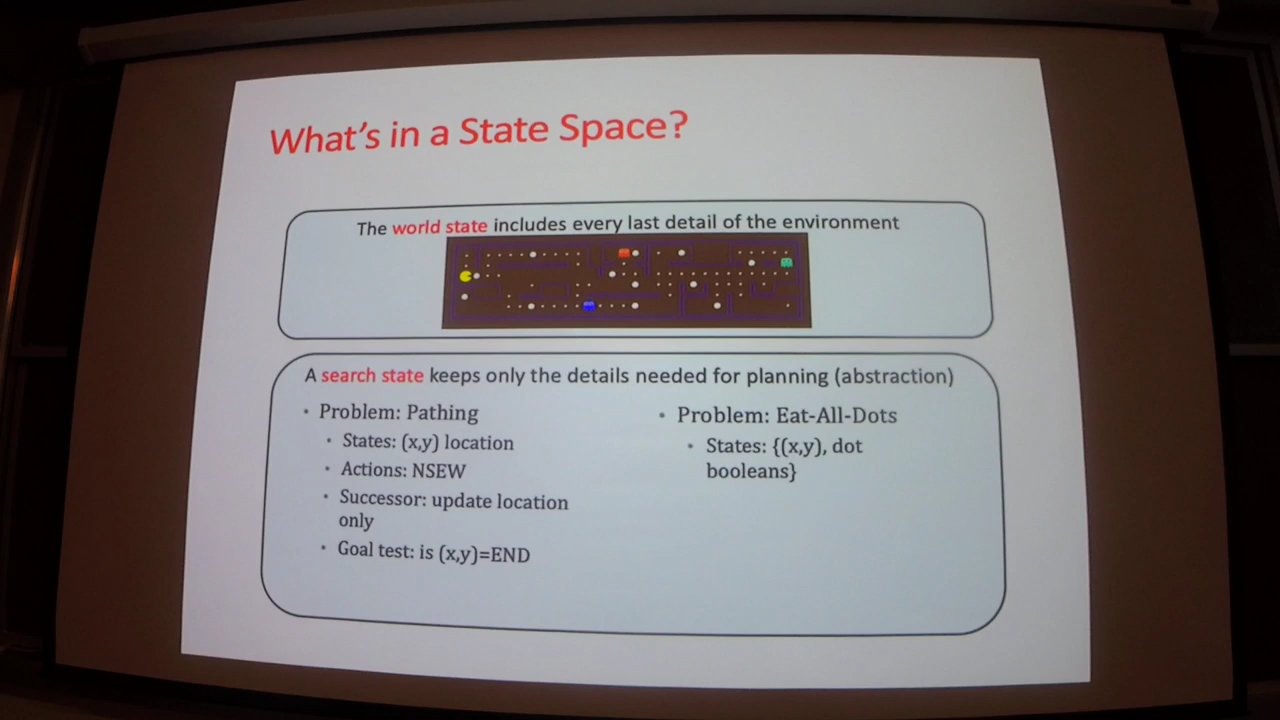 What's in a State Space?
The world state includes every last detail of the environment
A search state keeps only the details needed for planning (abstraction)
• Problem: Pathing
• States: (x,y) location
• Actions: NSEW
• Successor: update location
only
• Goal test: is (x,y)=END
• Problem: Eat-All-Dots
• States: {(x,y), dot
booleans}